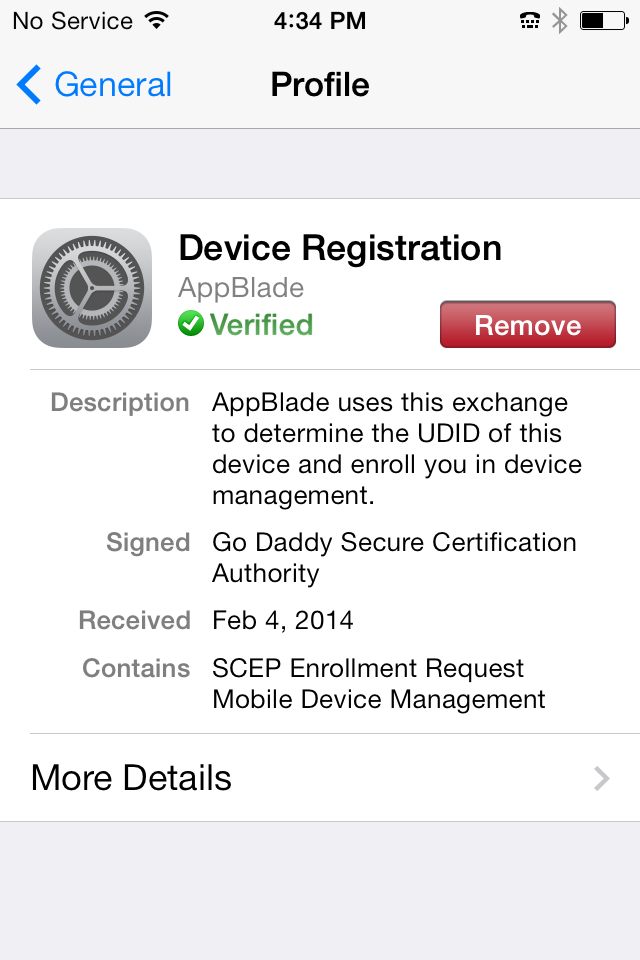 No Service 4:34 PM
General Profile
Device Registration
AppBlade
Verified
Remove
Description AppBlade uses this exchange
to determine the UDID of this
device and enroll you in device
management.
Signed Go Daddy Secure Certification
Authority
Received Feb 4, 2014
Contains SCEP Enrollment Request
Mobile Device Management
More Details